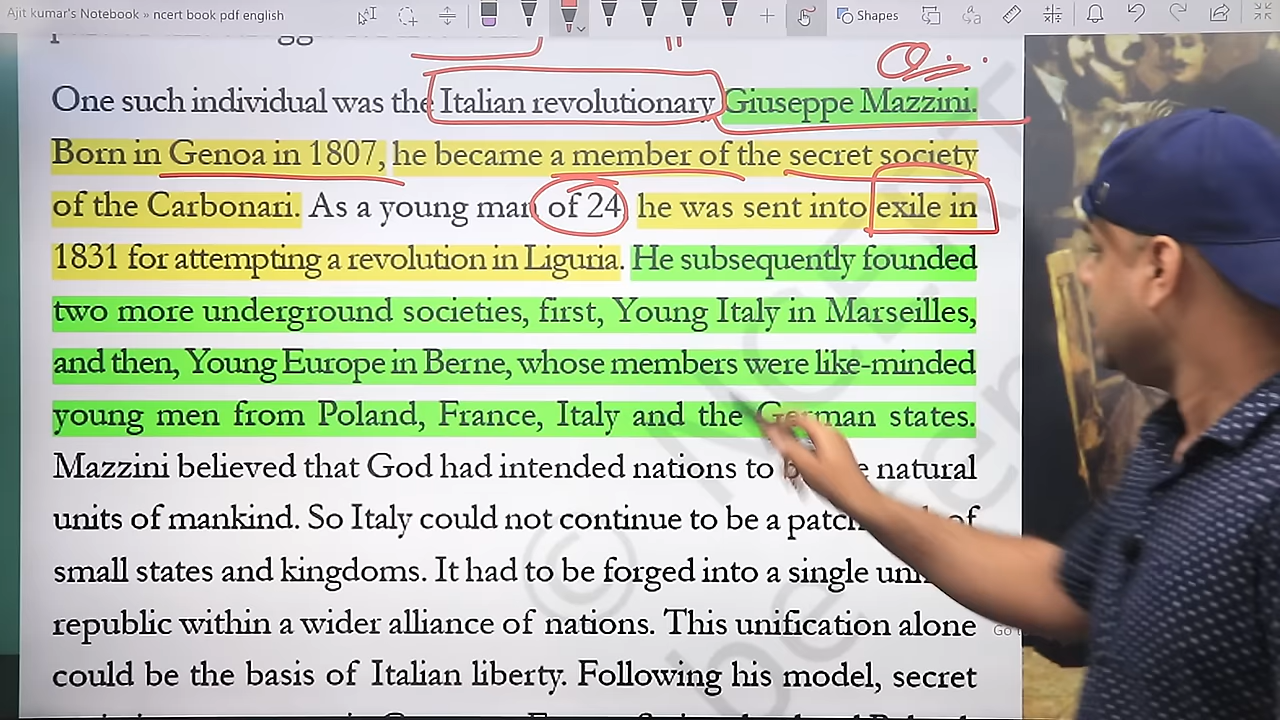 Ajit kumar's Notebook » ncert book pdf english
Shapes
One such individual was the Italian revolutionary Giuseppe Mazzini.
Born in Genoa in 1807, he became a member of the secret society
of the Carbonari. As a young man of 24, he was sent into exile in
1831 for attempting a revolution in Liguria. He subsequently founded
two more underground societies, first, Young Italy in Marseilles,
and then, Young Europe in Berne, whose members were like-minded
young men from Poland, France, Italy and the German states.
Mazzini believed that God had intended nations to natural
units of mankind. So Italy could not continue to be a of
small states and kingdoms. It had to be forged into a single
republic within a wider alliance of nations. This unification alone
could be the basis of Italian liberty. Following his model, secret